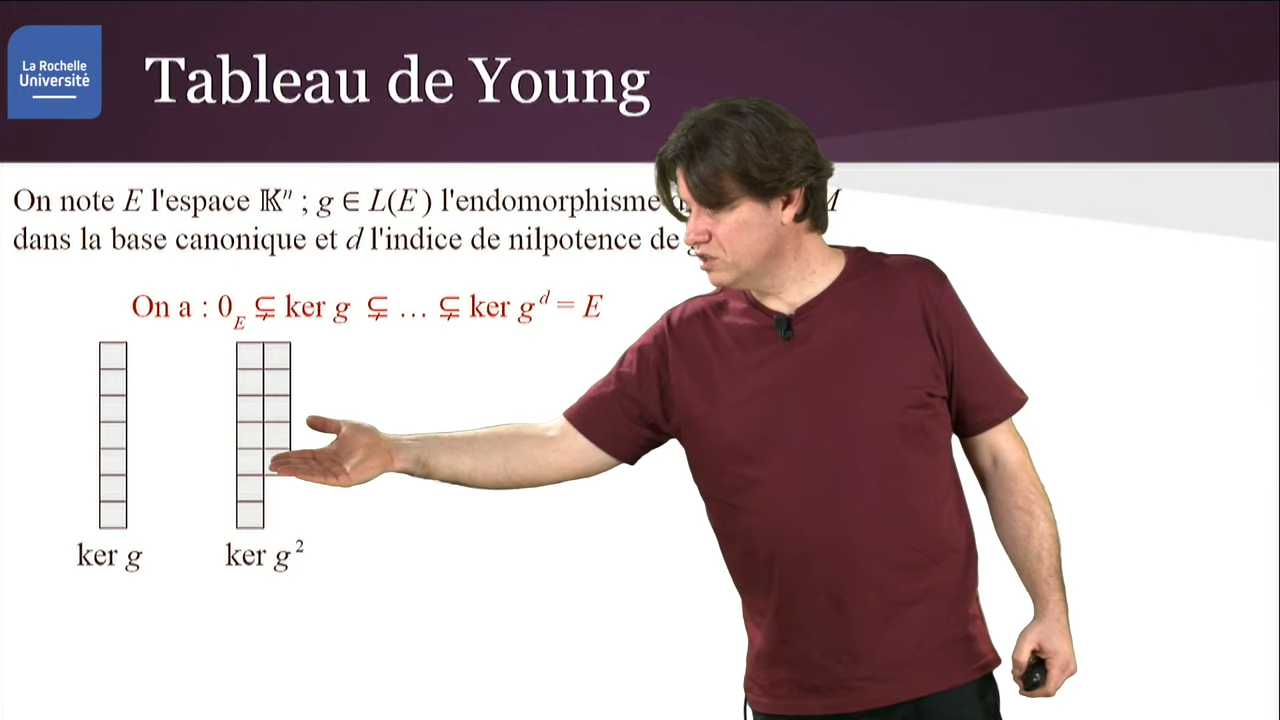 La Rochelle
Université
Tableau de Young
On note E l'espace 𝕂ⁿ ; g ∈ L(E) l'endomorphisme M
dans la base canonique et d l'indice de nilpotence de
On a : 0_E ⊊ ker g ⊊ … ⊊ ker g^d = E
ker g
ker g²